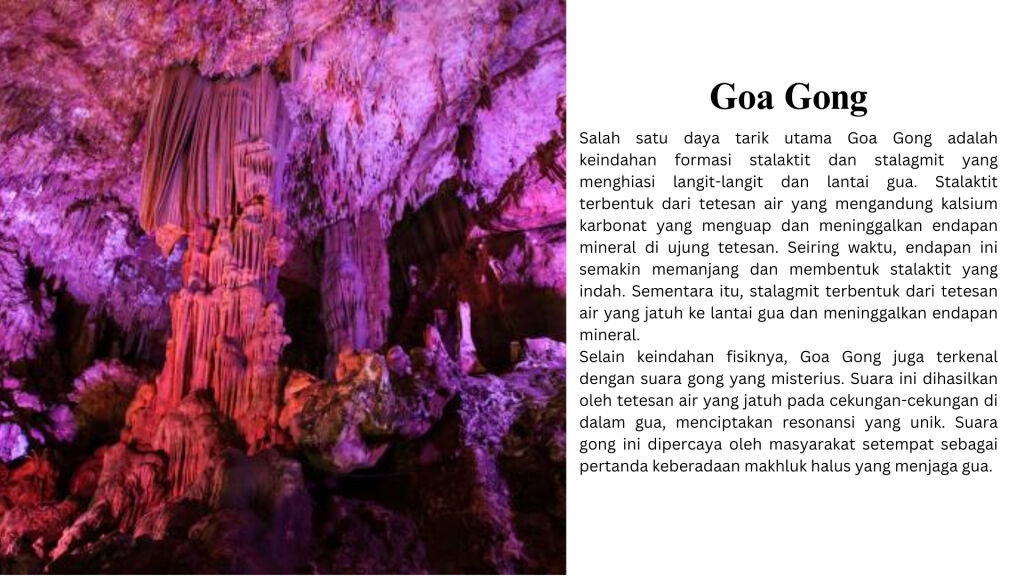 Goa Gong
Salah satu daya tarik utama Goa Gong adalah
keindahan formasi stalaktit dan stalagmit yang
menghiasi langit-langit dan lantai gua. Stalaktit
terbentuk dari tetesan air yang mengandung kalsium
karbonat yang menguap dan meninggalkan endapan
mineral di ujung tetesan. Seiring waktu, endapan ini
semakin memanjang dan membentuk stalaktit yang
indah. Sementara itu, stalagmit terbentuk dari tetesan
air yang jatuh ke lantai gua dan meninggalkan endapan
mineral.
Selain keindahan fisiknya, Goa Gong juga terkenal
dengan suara gong yang misterius. Suara ini dihasilkan
oleh tetesan air yang jatuh pada cekungan-cekungan di
dalam gua, menciptakan resonansi yang unik. Suara
gong ini dipercaya oleh masyarakat setempat sebagai
pertanda keberadaan makhluk halus yang menjaga gua.